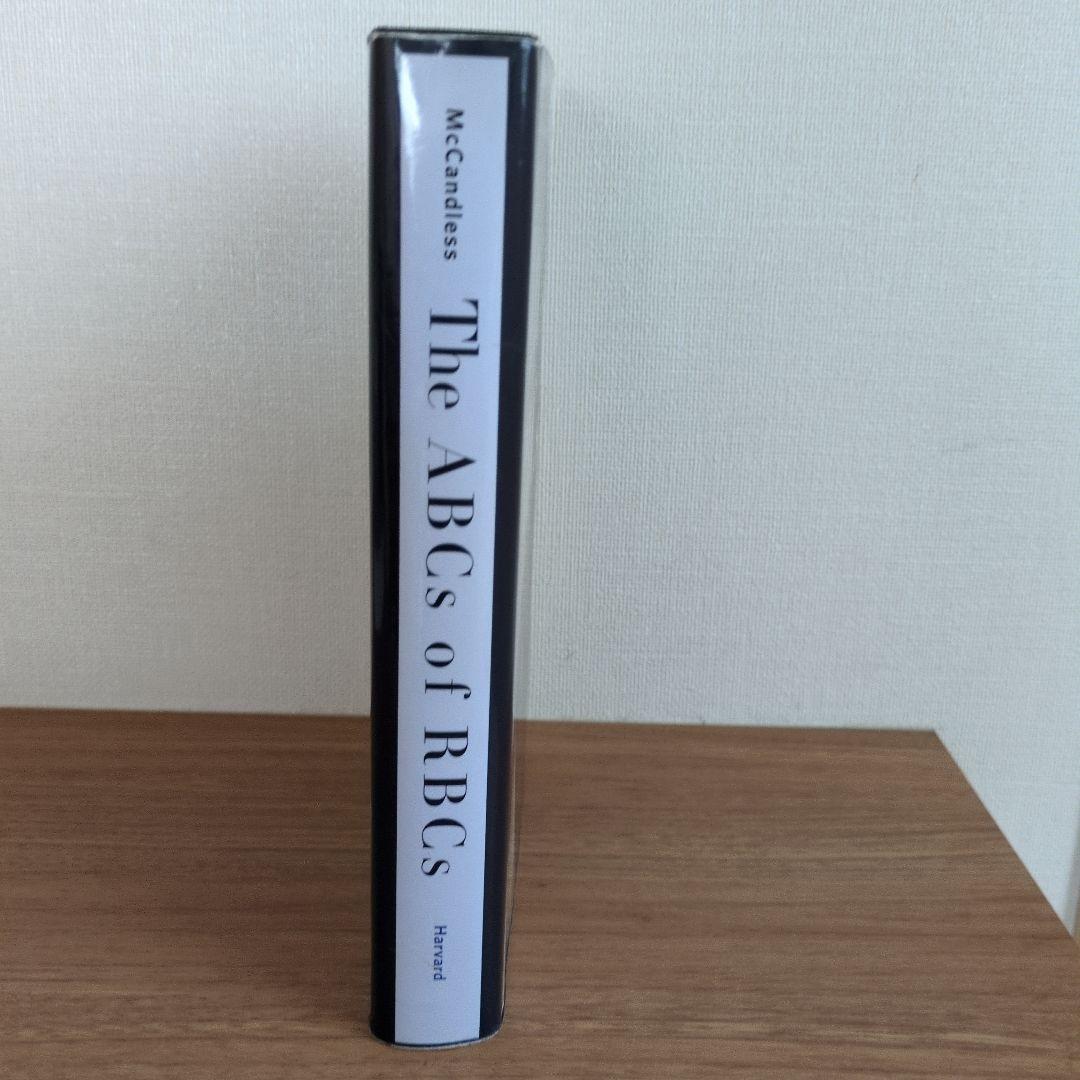 McCandless
The ABCs of RBCs
Harvard